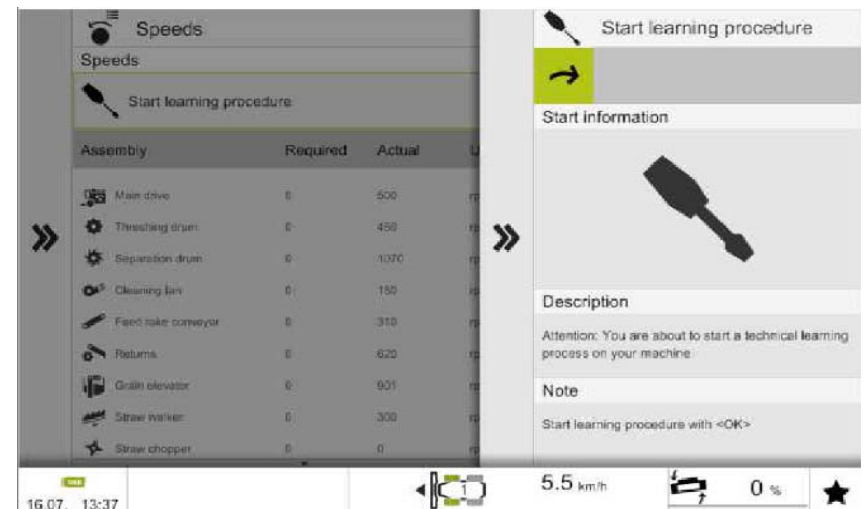 Speeds
Speeds
Start learning procedure
Assembly Required Actual
Main drive 0 500
Threshing drum 0 450
Separation drum 0 1070
Cleaning fan 0 150
Feed rake conveyor 0 310
Returns 0 620
Grain elevator 0 901
Straw walker 0 300
Straw chopper 0 0
Start learning procedure
Start information
Description
Attention: You are about to start a technical learning
process on your machine
Note
Start learning procedure with <OK>
16.07. 13:37
1
5.5 km/h
0 %